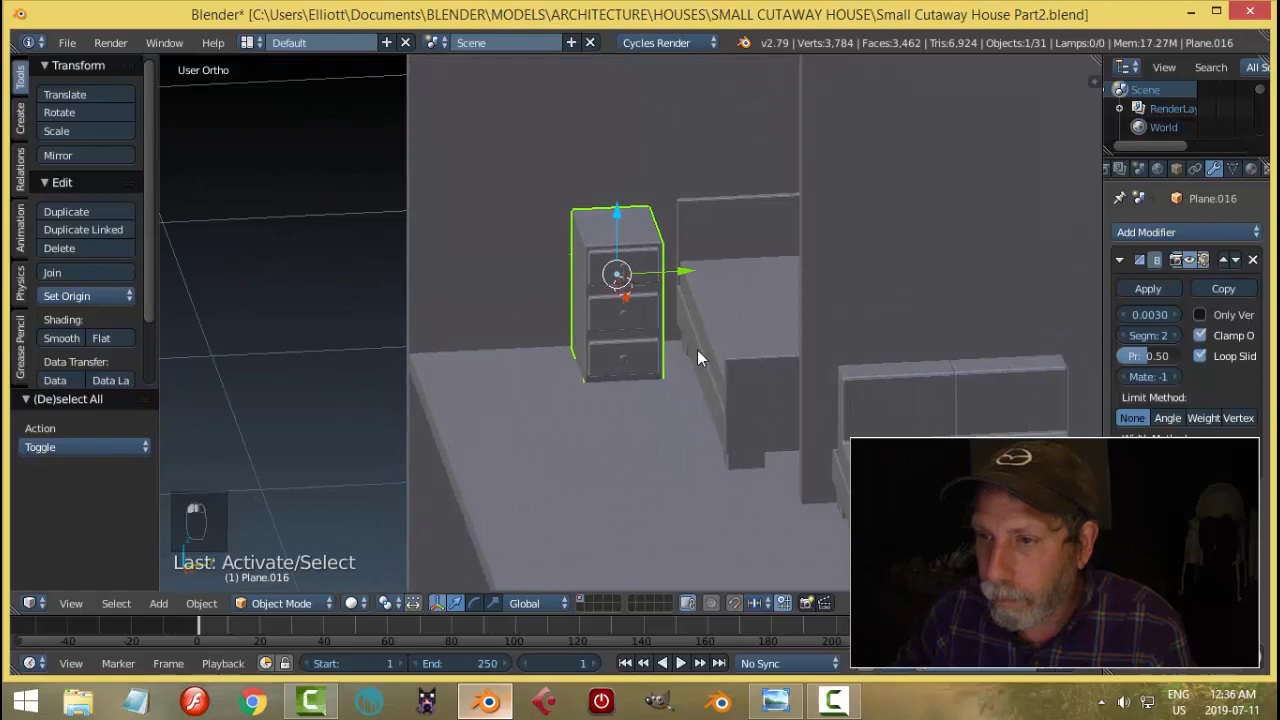 Blender* [C:\Users\Elliott\Documents\BLENDER\MODELS\ARCHITECTURE\HOUSES\SMALL CUTAWAY HOUSE\Small Cutaway House Part2.blend]
File Render Window Help Default Scene Cycles Render v2.79 | Verts:3,784 | Faces:3,462 | Tris:6,924 | Objects:1/31 | Lamps:0/0 | Mem:17.27M | Plane.016
Tools
Create
Relations
Animation
Physics
Grease Pencil
Transform
Translate
Rotate
Scale
Mirror
Edit
Duplicate
Duplicate Linked
Delete
Join
Set Origin
Shading:
Smooth Flat
Data Transfer:
Data Data La
(De)select All
Action
Toggle
User Ortho
Last: Activate/Select
(1) Plane.016
View Search All S
Scene
RenderLay
World
Plane.016
Add Modifier
B
Apply Copy
0.0030 Only Ver
Segm: 2 Clamp O
Pr: 0.50 Loop Slid
Mate: -1
Limit Method:
None Angle Weight Vertex
View Select Add Object Object Mode Global
-40 -20 0 20 40 60 80 100 120 140 160 180 200
View Marker Frame Playback Start: 1 End: 250 1 No Sync
ENG 12:36 AM
US 2019-07-11